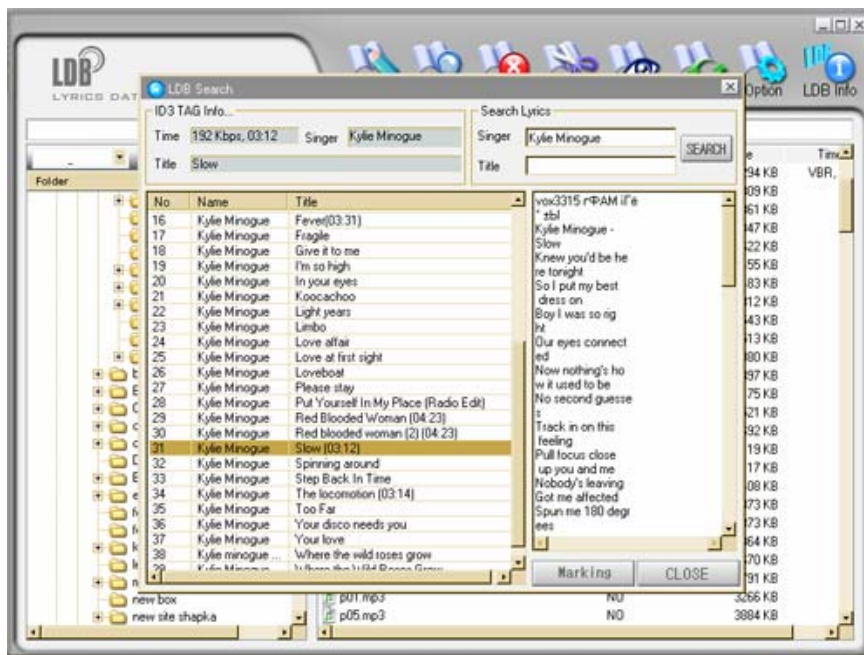 LDB
LYRICS DAT
Option
LDB Info
LDB Search
ID3 TAG Info...
Time 192 Kbps, 03:12 Singer Kylie Minogue
Title Slow
Search Lyrics
Singer Kylie Minogue
SEARCH
Title
Folder
No Name Title
16 Kylie Minogue Fever(03:31)
17 Kylie Minogue Fragile
18 Kylie Minogue Give it to me
19 Kylie Minogue I'm so high
20 Kylie Minogue In your eyes
21 Kylie Minogue Koocachoo
22 Kylie Minogue Light years
23 Kylie Minogue Limbo
24 Kylie Minogue Love affair
25 Kylie Minogue Love at first sight
26 Kylie Minogue Loveboat
27 Kylie Minogue Please stay
28 Kylie Minogue Put Yourself In My Place (Radio Edit)
29 Kylie Minogue Red Blooded Woman (04:23)
30 Kylie Minogue Red blooded woman (2) (04:23)
31 Kylie Minogue Slow (03:12)
32 Kylie Minogue Spinning around
33 Kylie Minogue Step Back In Time
34 Kylie Minogue The locomotion (03:14)
35 Kylie Minogue Too Far
36 Kylie Minogue Your disco needs you
37 Kylie Minogue Your love
38 Kylie minogue ... Where the wild roses grow
39 Kylie Minogue Where the Wild Roses Grow
vox3315
Kylie Minogue -
Slow
Knew you'd be he
re tonight
So I put my best
dress on
Boy I was so rig
ht
Our eyes connect
ed
Now nothing's ho
w it used to be
No second guesse
s
Track in on this
feeling
Pull focus close
up you and me
Nobody's leaving
Got me affected
Spun me 180 degr
ees
Marking
CLOSE
new box
new site shapka
p01.mp3 NO 3266 KB
p05.mp3 NO 3884 KB